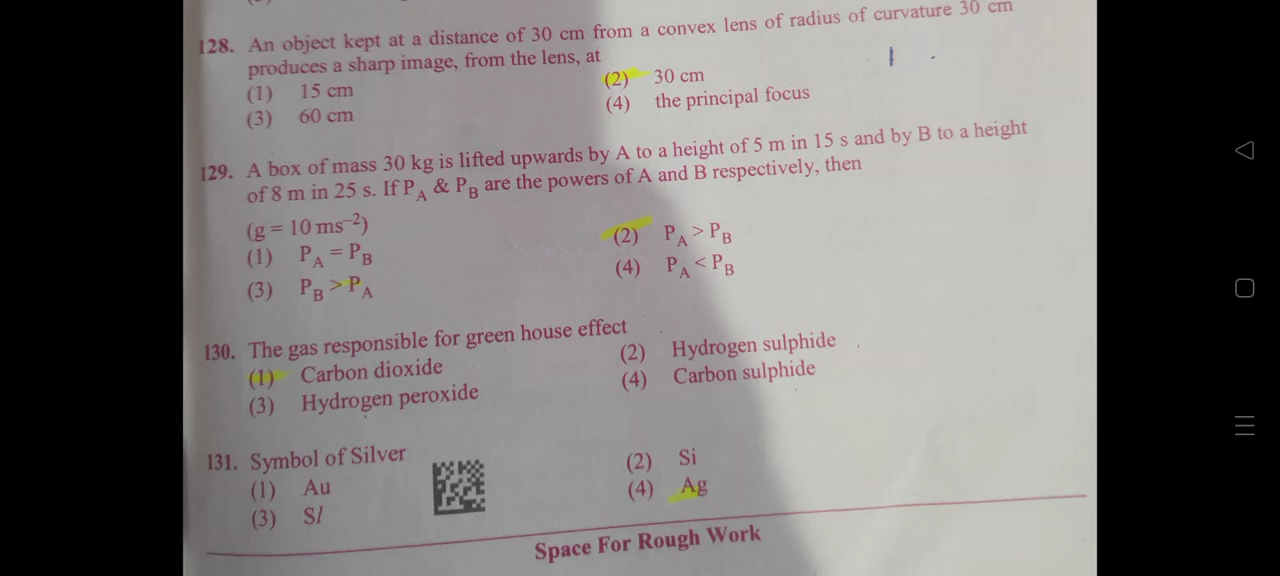 128. An object kept at a distance of 30 cm from a convex lens of radius of curvature 30 cm
produces a sharp image, from the lens, at
(1) 15 cm
(2) 30 cm
(3) 60 cm
(4) the principal focus
129. A box of mass 30 kg is lifted upwards by A to a height of 5 m in 15 s and by B to a height
of 8 m in 25 s. If P_A & P_B are the powers of A and B respectively, then
(g = 10 ms⁻²)
(1) P_A = P_B
(2) P_A > P_B
(3) P_B > P_A
(4) P_A < P_B
130. The gas responsible for green house effect
(1) Carbon dioxide
(2) Hydrogen sulphide
(3) Hydrogen peroxide
(4) Carbon sulphide
131. Symbol of Silver
(1) Au
(2) Si
(3) Sl
(4) Ag
Space For Rough Work